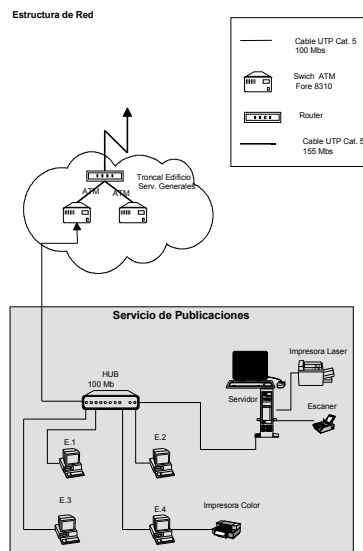 Estructura de Red
Cable UTP Cat. 5
100 Mbs
Swich ATM
Fore 8310
Router
Cable UTP Cat. 5
155 Mbs
Troncal Edificio
Serv. Generales
ATM
ATM
Servicio de Publicaciones
Impresora Laser
HUB
100 Mb
Servidor
Escaner
E.1
E.2
E.3
E.4
Impresora Color